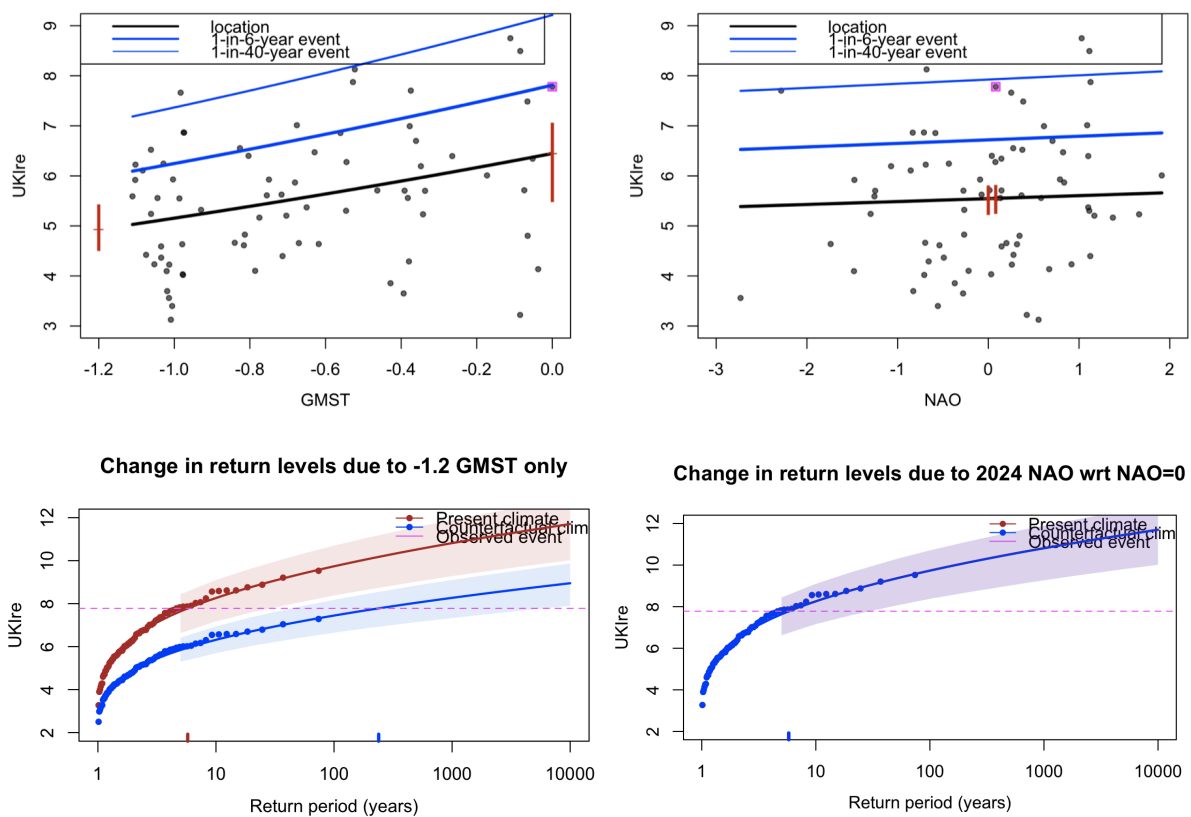 location
1-in-6-year event
1-in-40-year event
UKIre
3 4 5 6 7 8 9
-1.2 -1.0 -0.8 -0.6 -0.4 -0.2 0.0
GMST
location
1-in-6-year event
1-in-40-year event
UKIre
3 4 5 6 7 8 9
-3 -2 -1 0 1 2
NAO
Change in return levels due to -1.2 GMST only
Present climate
Counterfactual clim
Observed event
UKIre
2 4 6 8 10 12
1 10 100 1000 10000
Return period (years)
Change in return levels due to 2024 NAO wrt NAO=0
Present climate
Counterfactual clim
Observed event
UKIre
2 4 6 8 10 12
1 10 100 1000 10000
Return period (years)